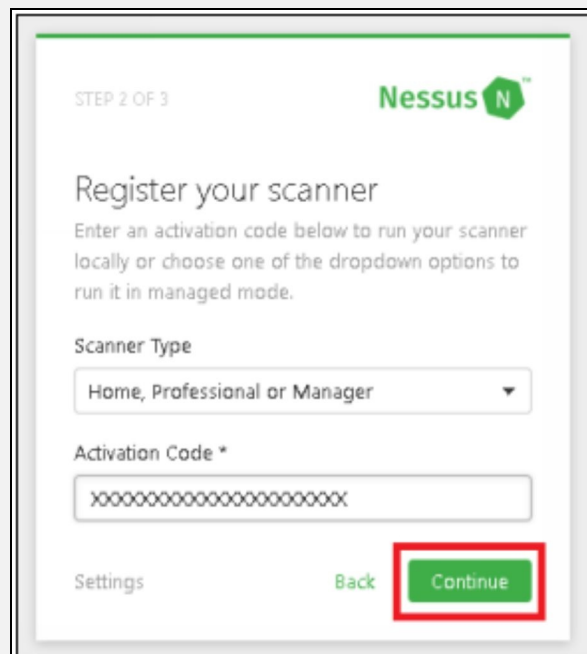 STEP 2 OF 3
Nessus N™
Register your scanner
Enter an activation code below to run your scanner
locally or choose one of the dropdown options to
run it in managed mode.
Scanner Type
Home, Professional or Manager
Activation Code *
XXXXXXXXXXXXXXXXXXXXXXX
Settings
Back
Continue